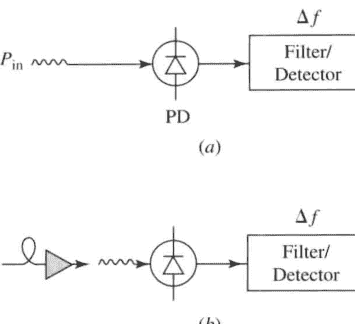 Δf
P_in
Filter/
Detector
PD
(a)
Δf
Filter/
Detector
(b)